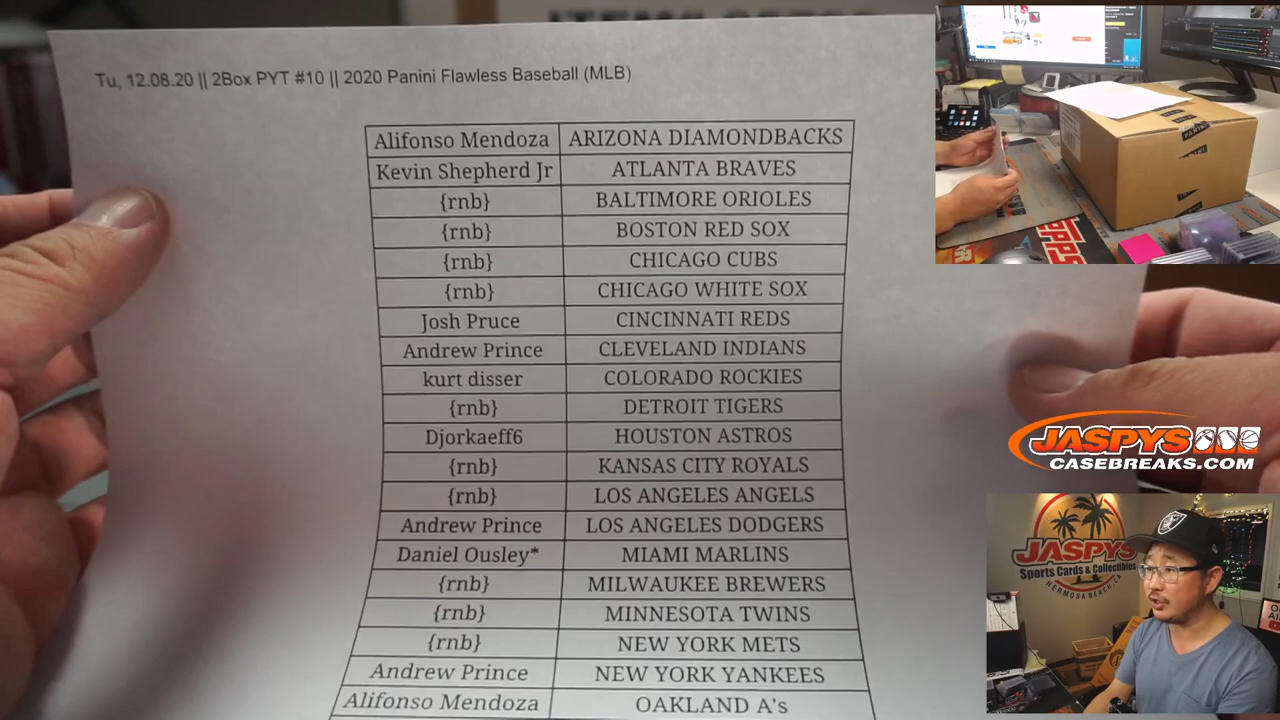 Tu, 12.08.20 || 2Box PYT #10 || 2020 Panini Flawless Baseball (MLB)
Alifonso Mendoza ARIZONA DIAMONDBACKS
Kevin Shepherd Jr ATLANTA BRAVES
{rnb} BALTIMORE ORIOLES
{rnb} BOSTON RED SOX
{rnb} CHICAGO CUBS
{rnb} CHICAGO WHITE SOX
Josh Pruce CINCINNATI REDS
Andrew Prince CLEVELAND INDIANS
kurt disser COLORADO ROCKIES
{rnb} DETROIT TIGERS
Djorkaeff6 HOUSTON ASTROS
{rnb} KANSAS CITY ROYALS
{rnb} LOS ANGELES ANGELS
Andrew Prince LOS ANGELES DODGERS
Daniel Ousley* MIAMI MARLINS
{rnb} MILWAUKEE BREWERS
{rnb} MINNESOTA TWINS
{rnb} NEW YORK METS
Andrew Prince NEW YORK YANKEES
Alifonso Mendoza OAKLAND A's
TOPPS
JASPYS
CASEBREAKS.COM
JASPYS
Sports Cards & Collectibles
HERMOSA BEACH, CA